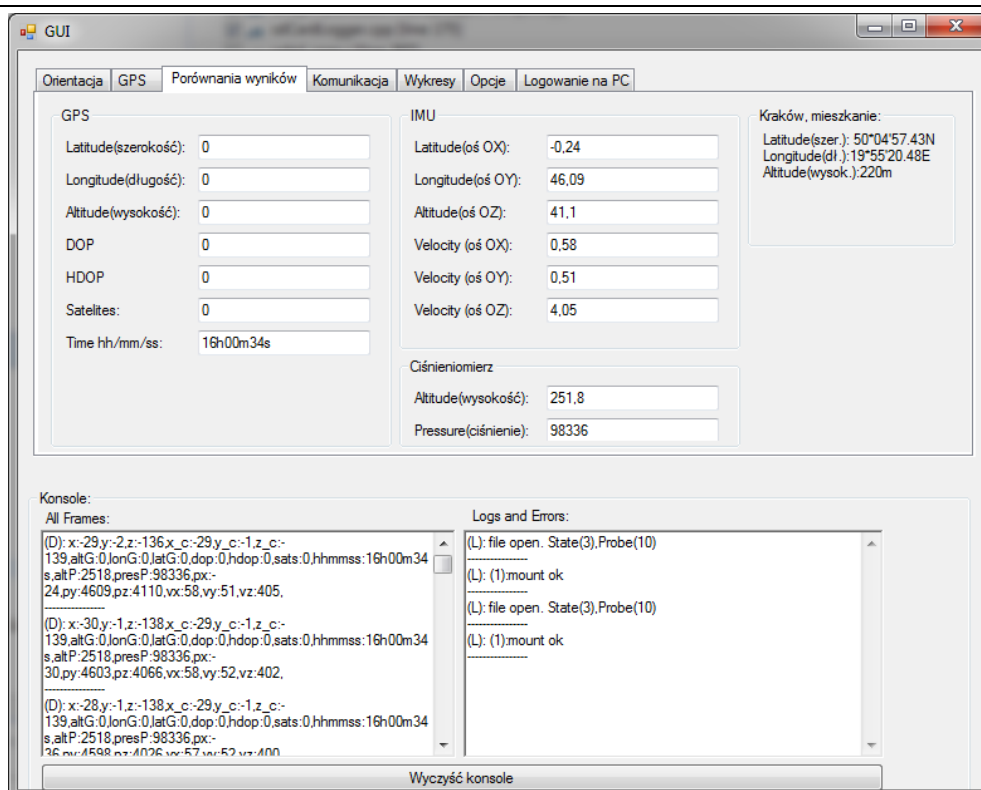 GUI
Orientacja GPS Porównania wyników Komunikacja Wykresy Opcje Logowanie na PC
GPS
Latitude(szerokość): 0
Longitude(długość): 0
Altitude(wysokość): 0
DOP 0
HDOP 0
Satelites: 0
Time hh/mm/ss: 16h00m34s
IMU
Latitude(oś OX): -0,24
Longitude(oś OY): 46,09
Altitude(oś OZ): 41,1
Velocity (oś OX): 0,58
Velocity (oś OY): 0,51
Velocity (oś OZ): 4,05
Ciśnieniomierz
Altitude(wysokość): 251,8
Pressure(ciśnienie): 98336
Kraków, mieszkanie:
Latitude(szer.): 50*04'57.43N
Longitude(dł.):19*55'20.48E
Altitude(wysok.):220m
Konsole:
All Frames:
(D): x:-29,y:-2,z:-136,x_c:-29,y_c:-1,z_c:-
139,altG:0,lonG:0,latG:0,dop:0,hdop:0,sats:0,hhmmss:16h00m34
s,altP:2518,presP:98336,px:-
24,py:4609,pz:4110,vx:58,vy:51,vz:405,
----------------
(D): x:-30,y:-1,z:-138,x_c:-29,y_c:-1,z_c:-
139,altG:0,lonG:0,latG:0,dop:0,hdop:0,sats:0,hhmmss:16h00m34
s,altP:2518,presP:98336,px:-
30,py:4603,pz:4066,vx:58,vy:52,vz:402,
----------------
(D): x:-28,y:-1,z:-138,x_c:-29,y_c:-1,z_c:-
139,altG:0,lonG:0,latG:0,dop:0,hdop:0,sats:0,hhmmss:16h00m34
s,altP:2518,presP:98336,px:-
36,py:4598,pz:4026,vx:57,vy:52,vz:400
Logs and Errors:
(L): file open. State(3),Probe(10)
----------------
(L): (1):mount ok
----------------
(L): file open. State(3),Probe(10)
----------------
(L): (1):mount ok
----------------
Wyczyść konsole